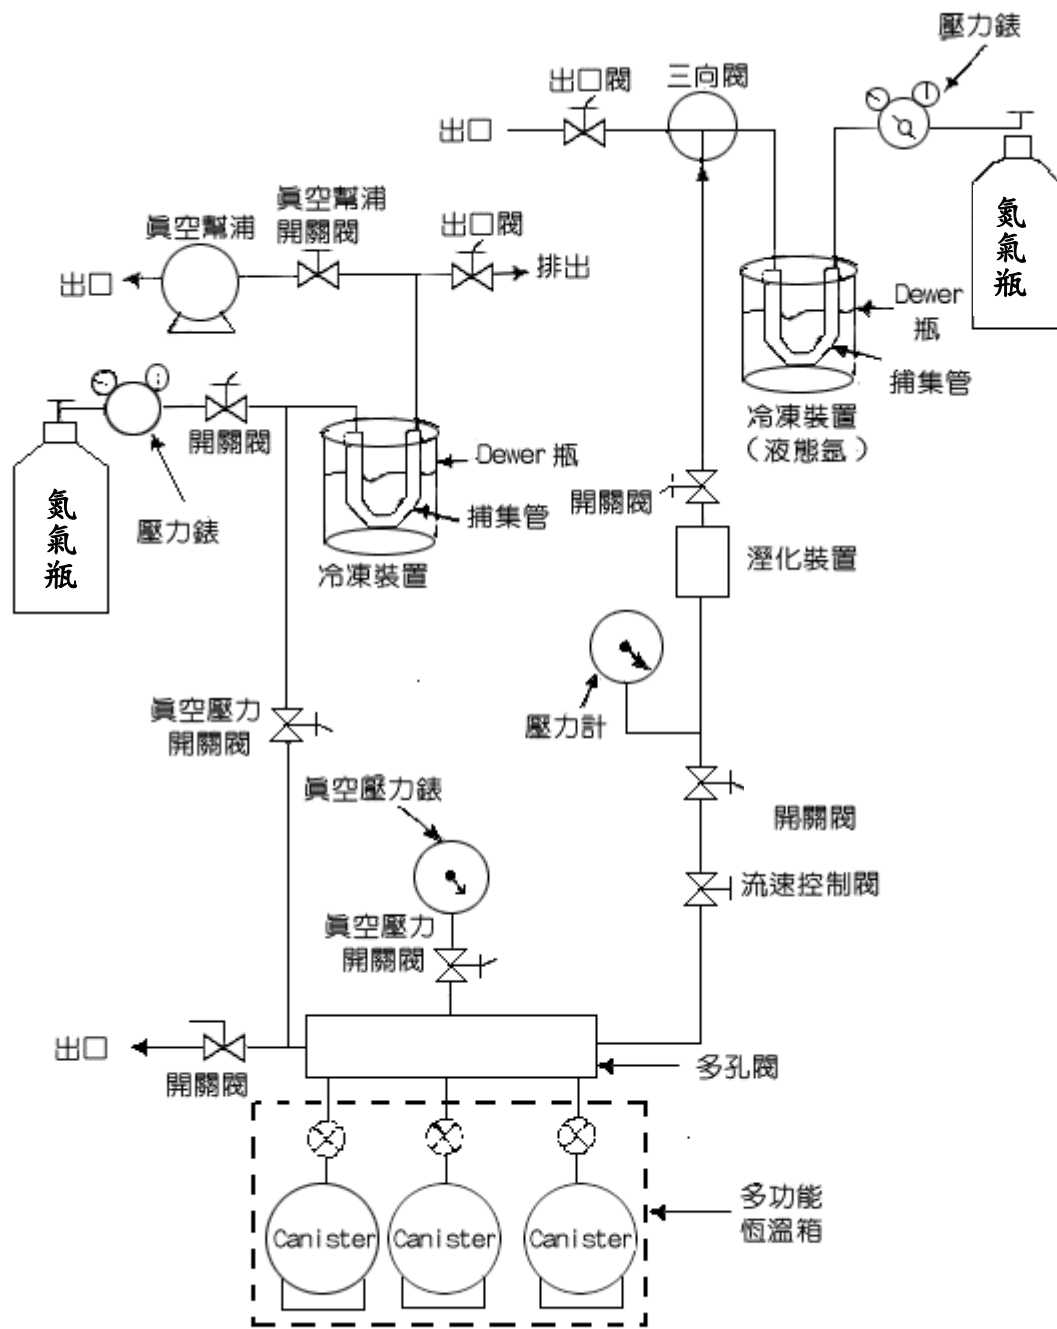 壓力錶
出口閥
三向閥
出口
氮
氣
瓶
真空幫浦
真空幫浦
開關閥
出口閥
出口
排出
Dewer
瓶
捕集管
冷凍裝置
（液態氬）
開關閥
Dewer 瓶
捕集管
冷凍裝置
壓力錶
氮
氣
瓶
開關閥
溼化裝置
壓力計
真空壓力
開關閥
真空壓力錶
開關閥
流速控制閥
真空壓力
開關閥
出口
開關閥
多孔閥
多功能
恆溫箱
Canister
Canister
Canister